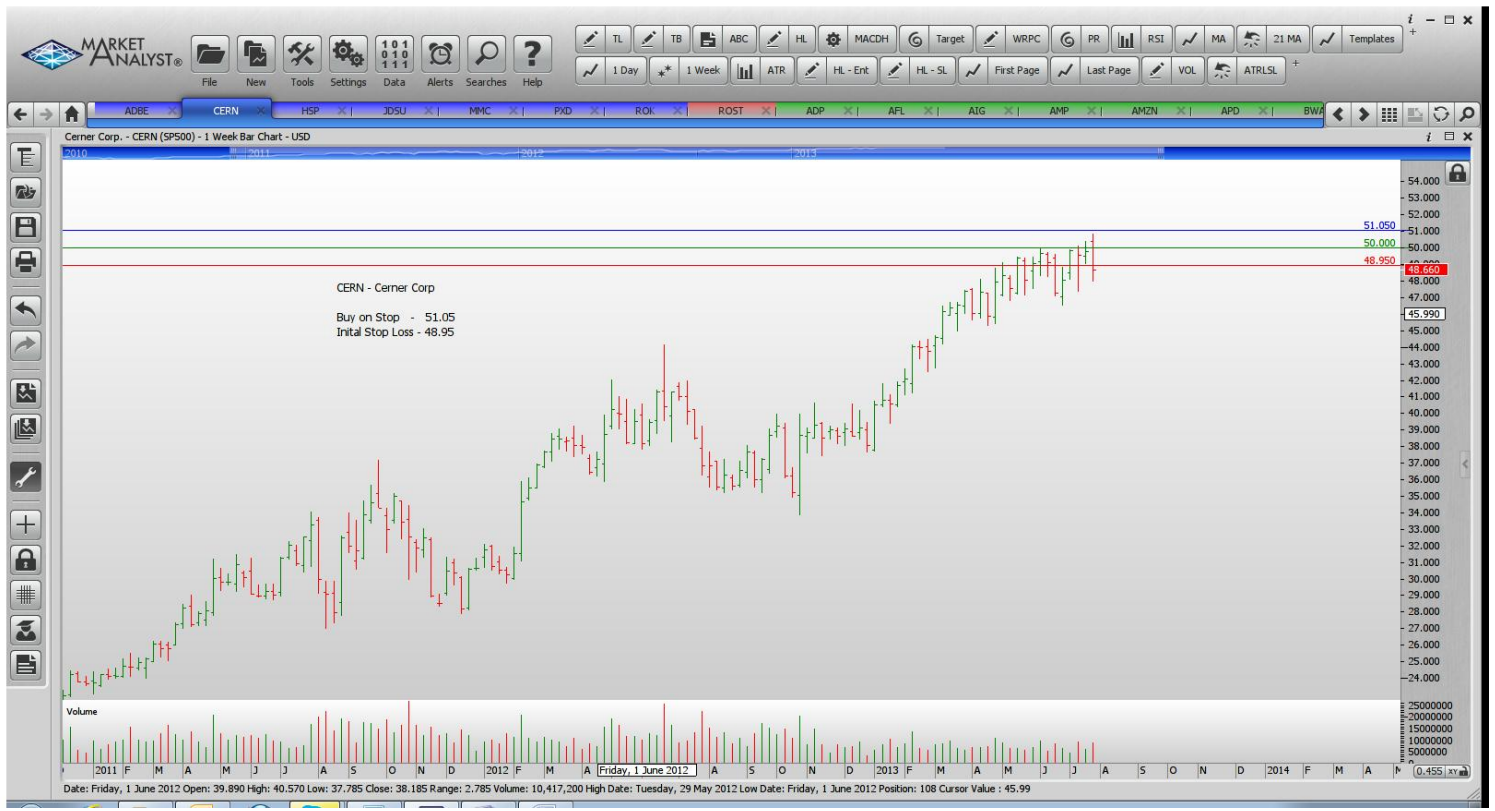 MARKET
ANALYST®
File New Tools Settings Data Alerts Searches Help
TL TB ABC HL MACDH Target WRPC PR RSI MA 21 MA Templates
1 Day 1 Week ATR HL - Ent HL - SL First Page Last Page VOL ATRLSL
ADBE CERN HSP JDSU MMC PXD ROK ROST ADP AFL AIG AMP AMZN APD BWA
Cerner Corp. - CERN (SP500) - 1 Week Bar Chart - USD
2010 2011 2012 2013
54.000
53.000
52.000
51.050
51.000
50.000
50.000
48.950
48.660
48.000
47.000
45.990
45.000
44.000
43.000
42.000
41.000
40.000
39.000
38.000
37.000
36.000
35.000
34.000
33.000
32.000
31.000
30.000
29.000
28.000
27.000
26.000
25.000
24.000
CERN - Cerner Corp
Buy on Stop - 51.05
Inital Stop Loss - 48.95
Volume
25000000
20000000
15000000
10000000
5000000
2011 F M A M J J A S O N D 2012 F M A Friday, 1 June 2012 A S O N D 2013 F M A M J J A S O N D 2014 F M A M
0.455 XY
Date: Friday, 1 June 2012 Open: 39.890 High: 40.570 Low: 37.785 Close: 38.185 Range: 2.785 Volume: 10,417,200 High Date: Tuesday, 29 May 2012 Low Date: Friday, 1 June 2012 Position: 108 Cursor Value : 45.99